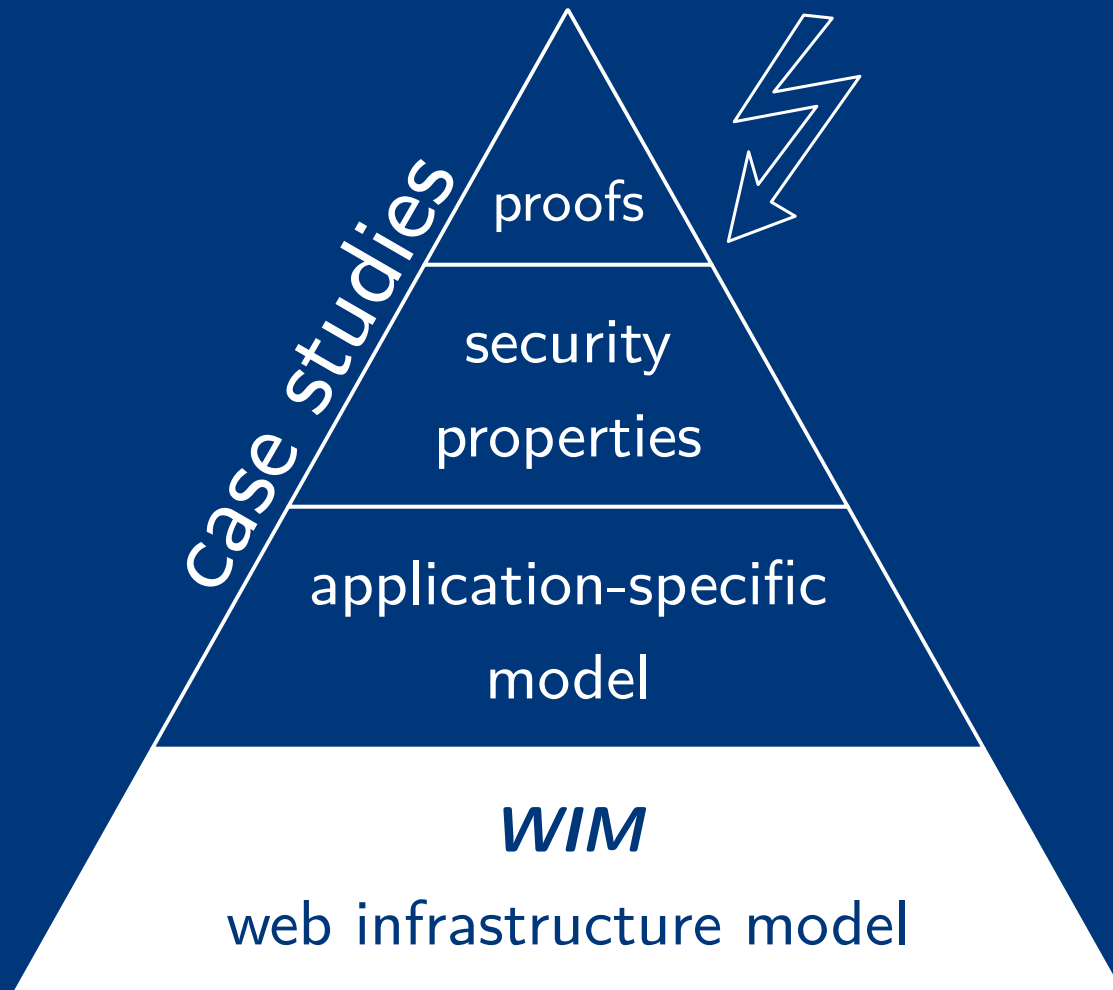 case studies
proofs
security
properties
application-specific
model
WIM
web infrastructure model